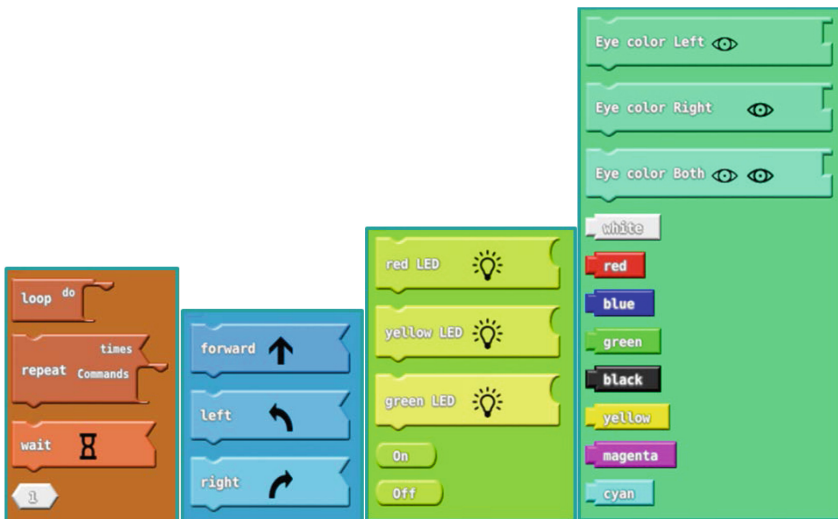 loop do
times
repeat Commands
wait
1
forward
left
right
red LED
yellow LED
green LED
On
Off
Eye color Left
Eye color Right
Eye color Both
white
red
blue
green
black
yellow
magenta
cyan